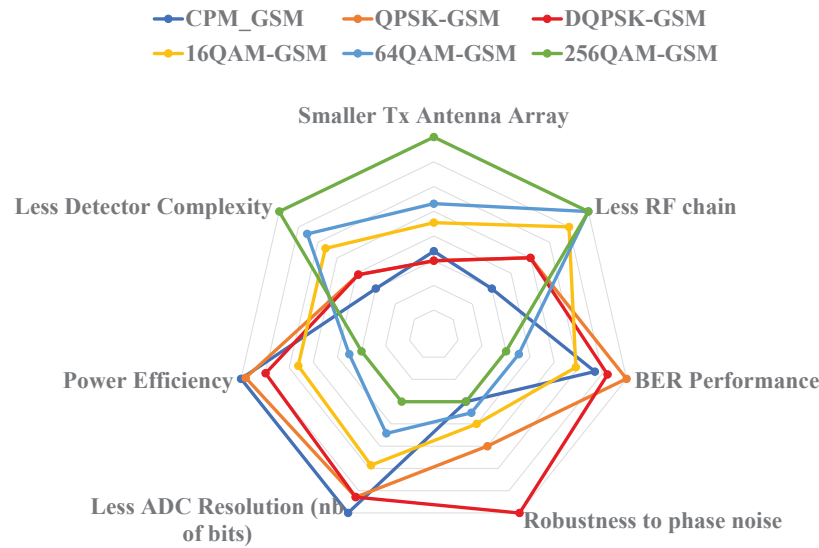 CPM_GSM QPSK-GSM DQPSK-GSM
16QAM-GSM 64QAM-GSM 256QAM-GSM
Smaller Tx Antenna Array
Less Detector Complexity Less RF chain
Power Efficiency BER Performance
Less ADC Resolution (nb
of bits)
Robustness to phase noise